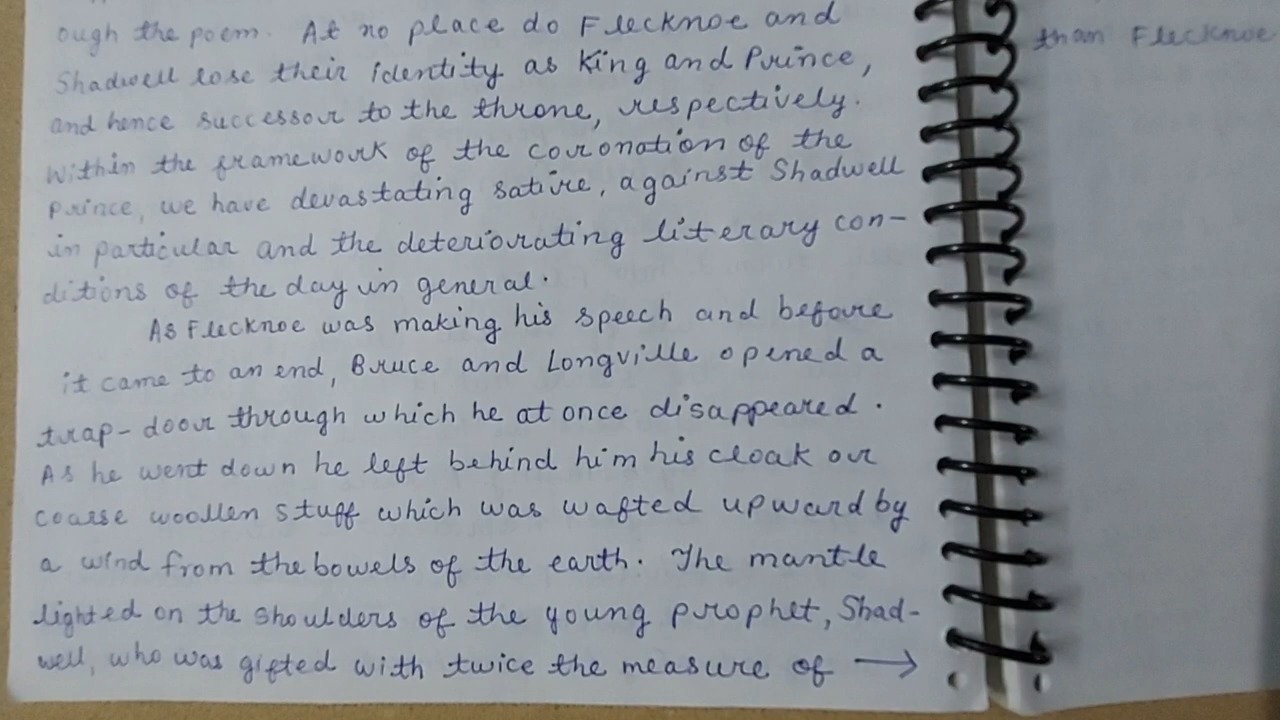 ough the poem. At no place do Flecknoe and
Shadwell lose their identity as King and Prince,
and hence successor to the throne, respectively.
Within the framework of the coronation of the
Prince, we have devastating satire, against Shadwell
in particular and the deteriorating literary con-
ditions of the day in general.
As Flecknoe was making his speech and before
it came to an end, Bruce and Longville opened a
trap-door through which he at once disappeared.
As he went down he left behind him his cloak or
coarse woollen stuff which was wafted upward by
a wind from the bowels of the earth. The mantle
lighted on the shoulders of the young prophet, Shad-
well, who was gifted with twice the measure of →
than Flecknoe